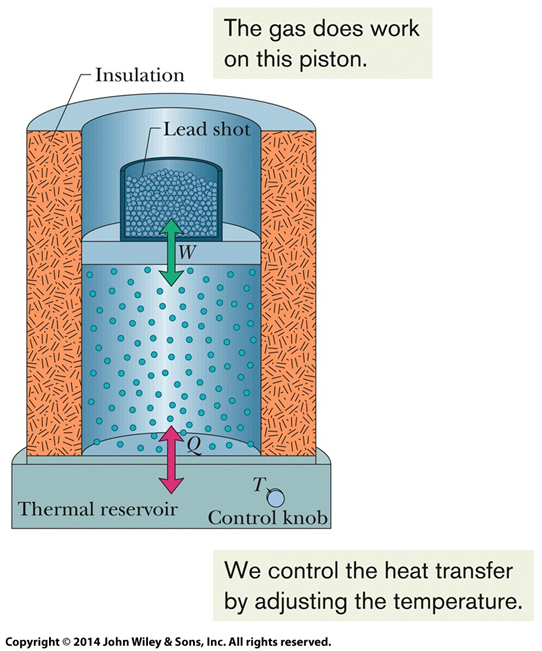 The gas does work
on this piston.
Insulation
Lead shot
W
Q
T
Thermal reservoir
Control knob
We control the heat transfer
by adjusting the temperature.
Copyright © 2014 John Wiley & Sons, Inc. All rights reserved.